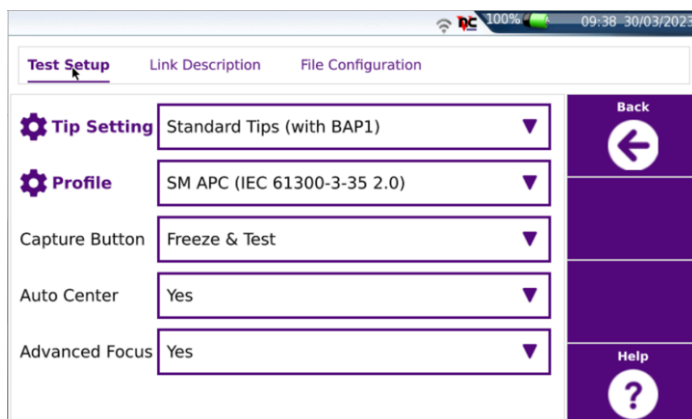 100% 09:38 30/03/2023
Test Setup Link Description File Configuration
Back
Tip Setting Standard Tips (with BAP1)
Profile SM APC (IEC 61300-3-35 2.0)
Capture Button Freeze & Test
Auto Center Yes
Advanced Focus Yes
Help
?